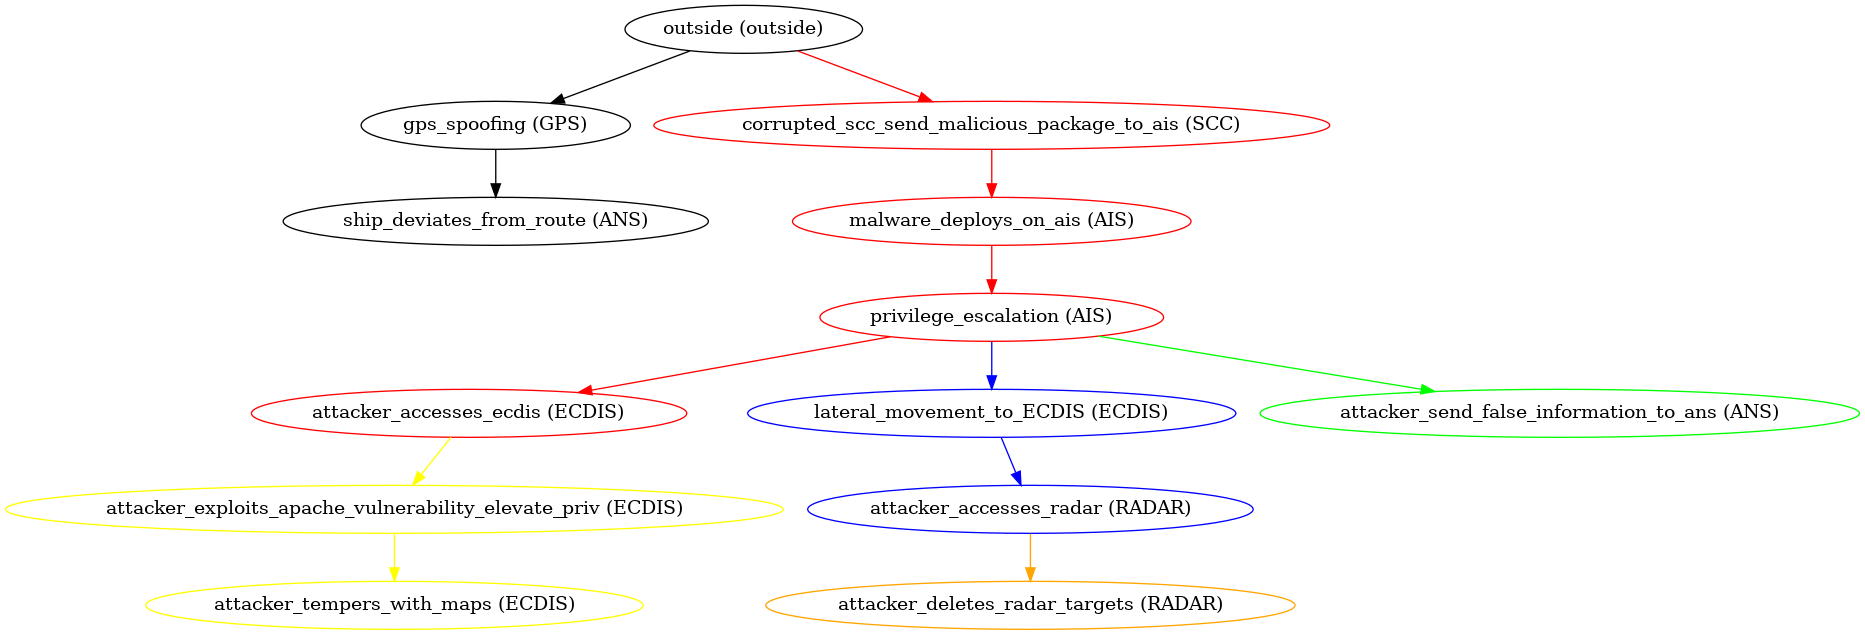 outside (outside)
gps_spoofing (GPS)
corrupted_scc_send_malicious_package_to_ais (SCC)
ship_deviates_from_route (ANS)
malware_deploys_on_ais (AIS)
privilege_escalation (AIS)
attacker_accesses_ecdis (ECDIS)
lateral_movement_to_ECDIS (ECDIS)
attacker_send_false_information_to_ans (ANS)
attacker_exploits_apache_vulnerability_elevate_priv (ECDIS)
attacker_accesses_radar (RADAR)
attacker_tempers_with_maps (ECDIS)
attacker_deletes_radar_targets (RADAR)